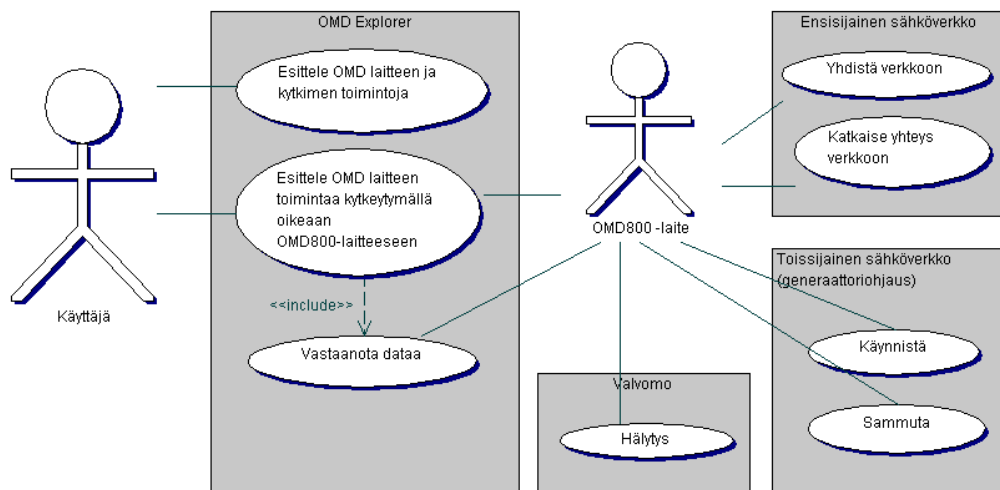 OMD Explorer
Esittele OMD laitteen ja
kytkimen toimintoja
Esittele OMD laitteen
toimintaa kytkeytymällä
oikeaan
OMD800-laitteeseen
<<include>>
Vastaanota dataa
Käyttäjä
OMD800 -laite
Ensisijainen sähköverkko
Yhdistä verkkoon
Katkaise yhteys
verkkoon
Toissijainen sähköverkko
(generaattoriohjaus)
Käynnistä
Sammuta
Valvomo
Hälytys